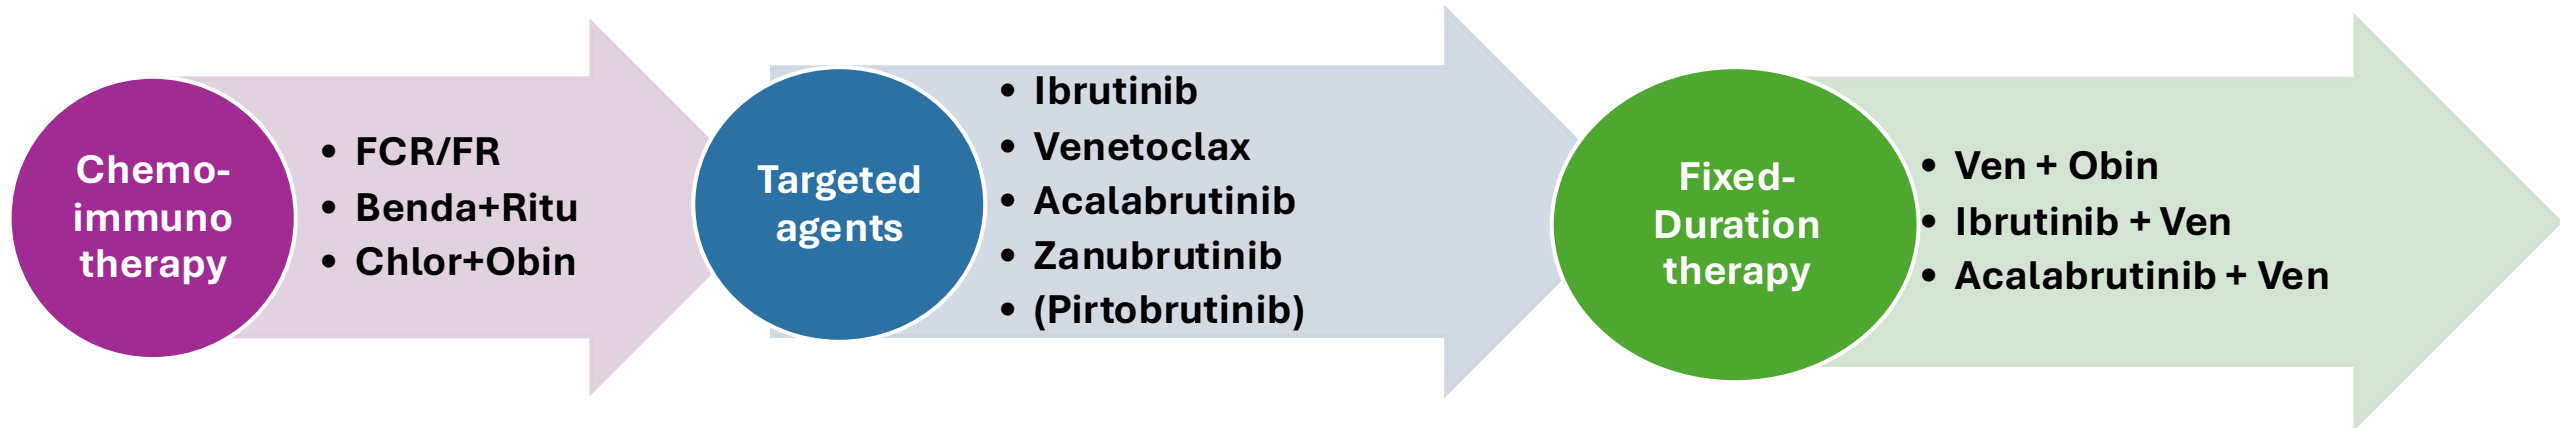 Chemo-
immuno
therapy
• FCR/FR
• Benda+Ritu
• Chlor+Obin
Targeted
agents
• Ibrutinib
• Venetoclax
• Acalabrutinib
• Zanubrutinib
• (Pirtobrutinib)
Fixed-
Duration
therapy
• Ven + Obin
• Ibrutinib + Ven
• Acalabrutinib + Ven